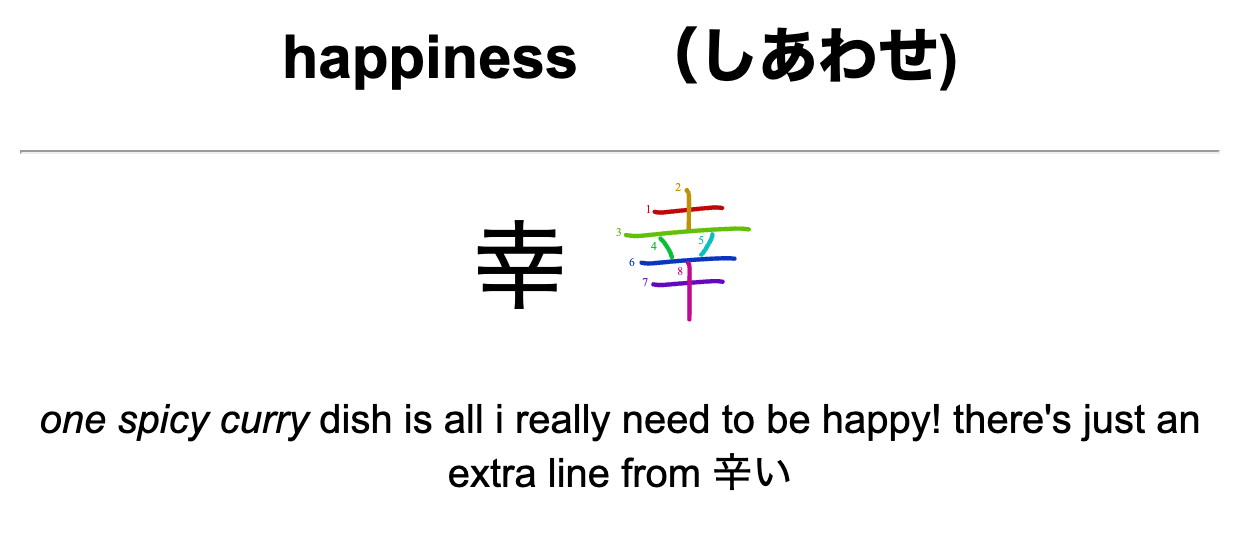 happiness　（しあわせ)
幸
2
1
3
4 5
6
8
7
one spicy curry dish is all i really need to be happy! there's just an
extra line from 辛い